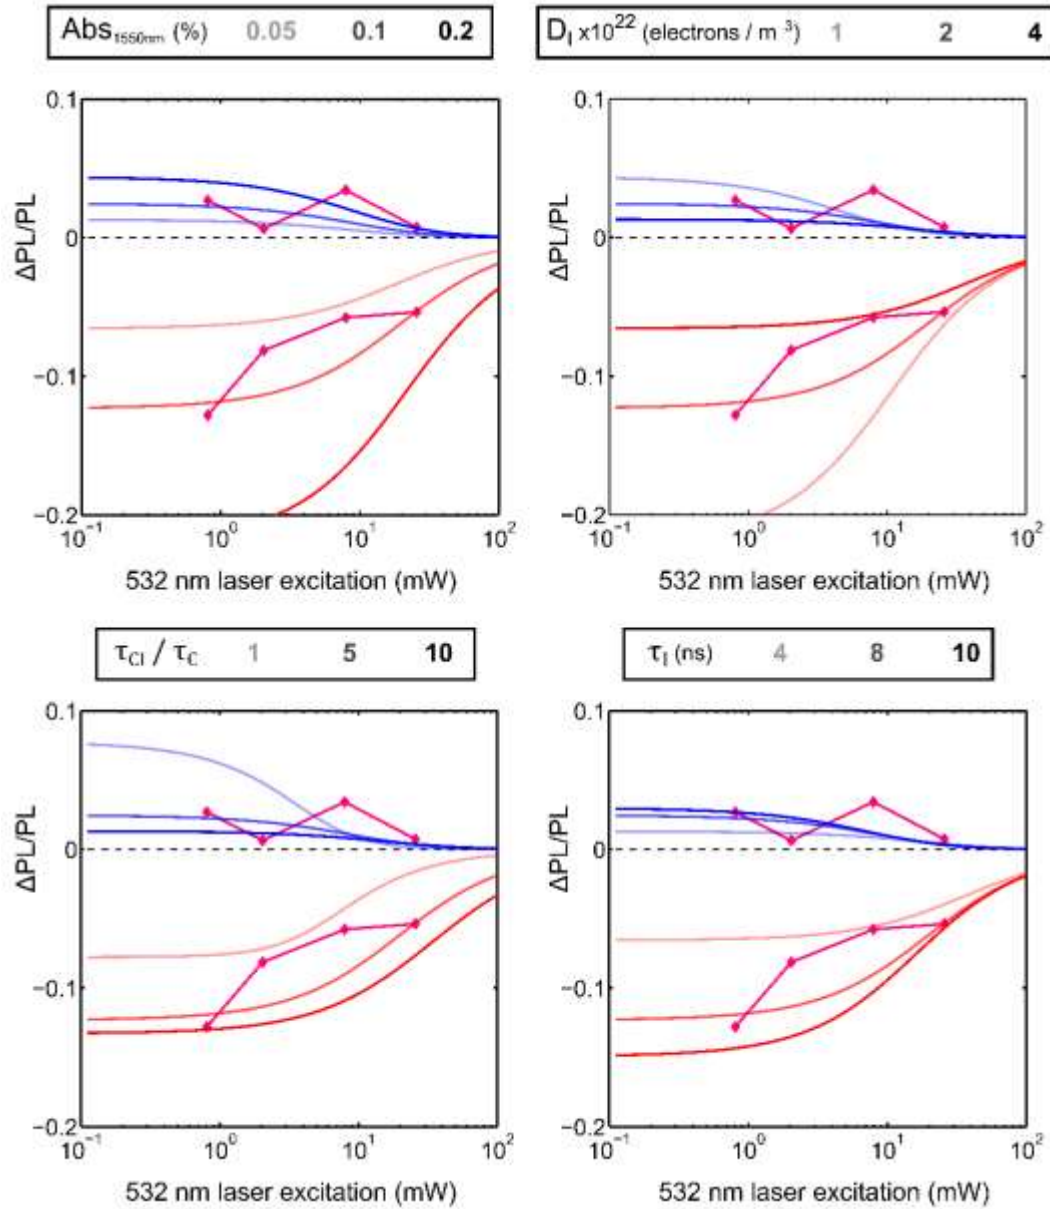 Abs1550nm (%) 0.05 0.1 0.2
DI x10^22 (electrons / m^3) 1 2 4
0.1
0
−0.1
−0.2
ΔPL/PL
10^-1 10^0 10^1 10^2
532 nm laser excitation (mW)
0.1
0
−0.1
−0.2
ΔPL/PL
10^-1 10^0 10^1 10^2
532 nm laser excitation (mW)
τCI / τC 1 5 10
τI (ns) 4 8 10
0.1
0
−0.1
−0.2
ΔPL/PL
10^-1 10^0 10^1 10^2
532 nm laser excitation (mW)
0.1
0
−0.1
−0.2
ΔPL/PL
10^-1 10^0 10^1 10^2
532 nm laser excitation (mW)